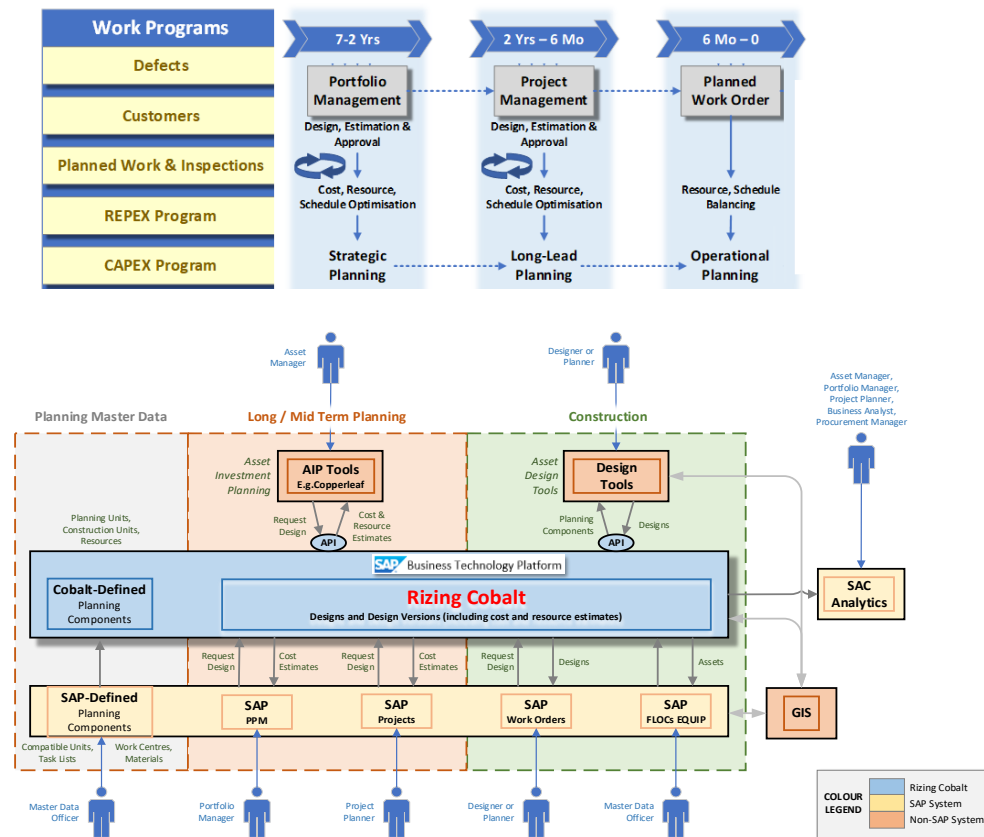 Work Programs
Defects
Customers
Planned Work & Inspections
REPEX Program
CAPEX Program
7-2 Yrs
2 Yrs – 6 Mo
6 Mo – 0
Portfolio
Management
Project
Management
Planned
Work Order
Design, Estimation &
Approval
Design, Estimation &
Approval
Cost, Resource,
Schedule Optimisation
Cost, Resource,
Schedule Optimisation
Resource, Schedule
Balancing
Strategic
Planning
Long-Lead
Planning
Operational
Planning
Asset
Manager
Designer or
Planner
Asset Manager,
Portfolio Manager,
Project Planner,
Business Analyst,
Procurement Manager
Planning Master Data
Long / Mid Term Planning
Construction
Asset
Investment
Planning
AIP Tools
E.g.Copperleaf
Asset
Design
Tools
Design
Tools
Planning Units,
Construction Units,
Resources
Request
Design
Cost &
Resource
Estimates
API
Planning
Components
Designs
API
SAP Business Technology Platform
Cobalt-Defined
Planning
Components
Rizing Cobalt
Designs and Design Versions (including cost and resource estimates)
SAC
Analytics
Request
Design
Cost
Estimates
Request
Design
Cost
Estimates
Request
Design
Designs
Assets
SAP-Defined
Planning
Components
SAP
PPM
SAP
Projects
SAP
Work Orders
SAP
FLOCs EQUIP
GIS
Compatible Units,
Task Lists
Work Centres,
Materials
Master Data
Officer
Portfolio
Manager
Project
Planner
Designer or
Planner
Master Data
Officer
COLOUR
LEGEND
Rizing Cobalt
SAP System
Non-SAP System